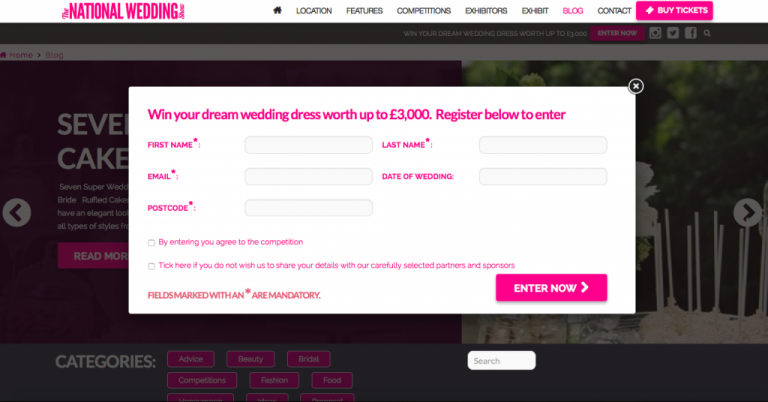 The NATIONAL WEDDING Show
LOCATION FEATURES COMPETITIONS EXHIBITORS EXHIBIT BLOG CONTACT BUY TICKETS
WIN YOUR DREAM WEDDING DRESS WORTH UP TO £3,000 ENTER NOW
Home > Blog
Win your dream wedding dress worth up to £3,000. Register below to enter
FIRST NAME*: LAST NAME*:
EMAIL*: DATE OF WEDDING:
POSTCODE*:
By entering you agree to the competition
Tick here if you do not wish us to share your details with our carefully selected partners and sponsors
FIELDS MARKED WITH AN * ARE MANDATORY.
ENTER NOW
SEVEN
CAKE
Seven Super Wedd
Bride Ruffled Cakes
have an elegant loo
all types of styles fr
READ MOR
CATEGORIES: Advice Beauty Bridal Search
Competitions Fashion Food